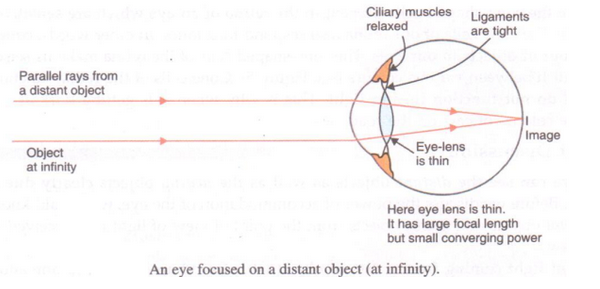 Ciliary muscles
relaxed
Ligaments
are tight
Parallel rays from
a distant object
Object
at infinity
I
Image
Eye-lens
is thin
Here eye lens is thin.
It has large focal length
but small converging power
An eye focused on a distant object (at infinity).